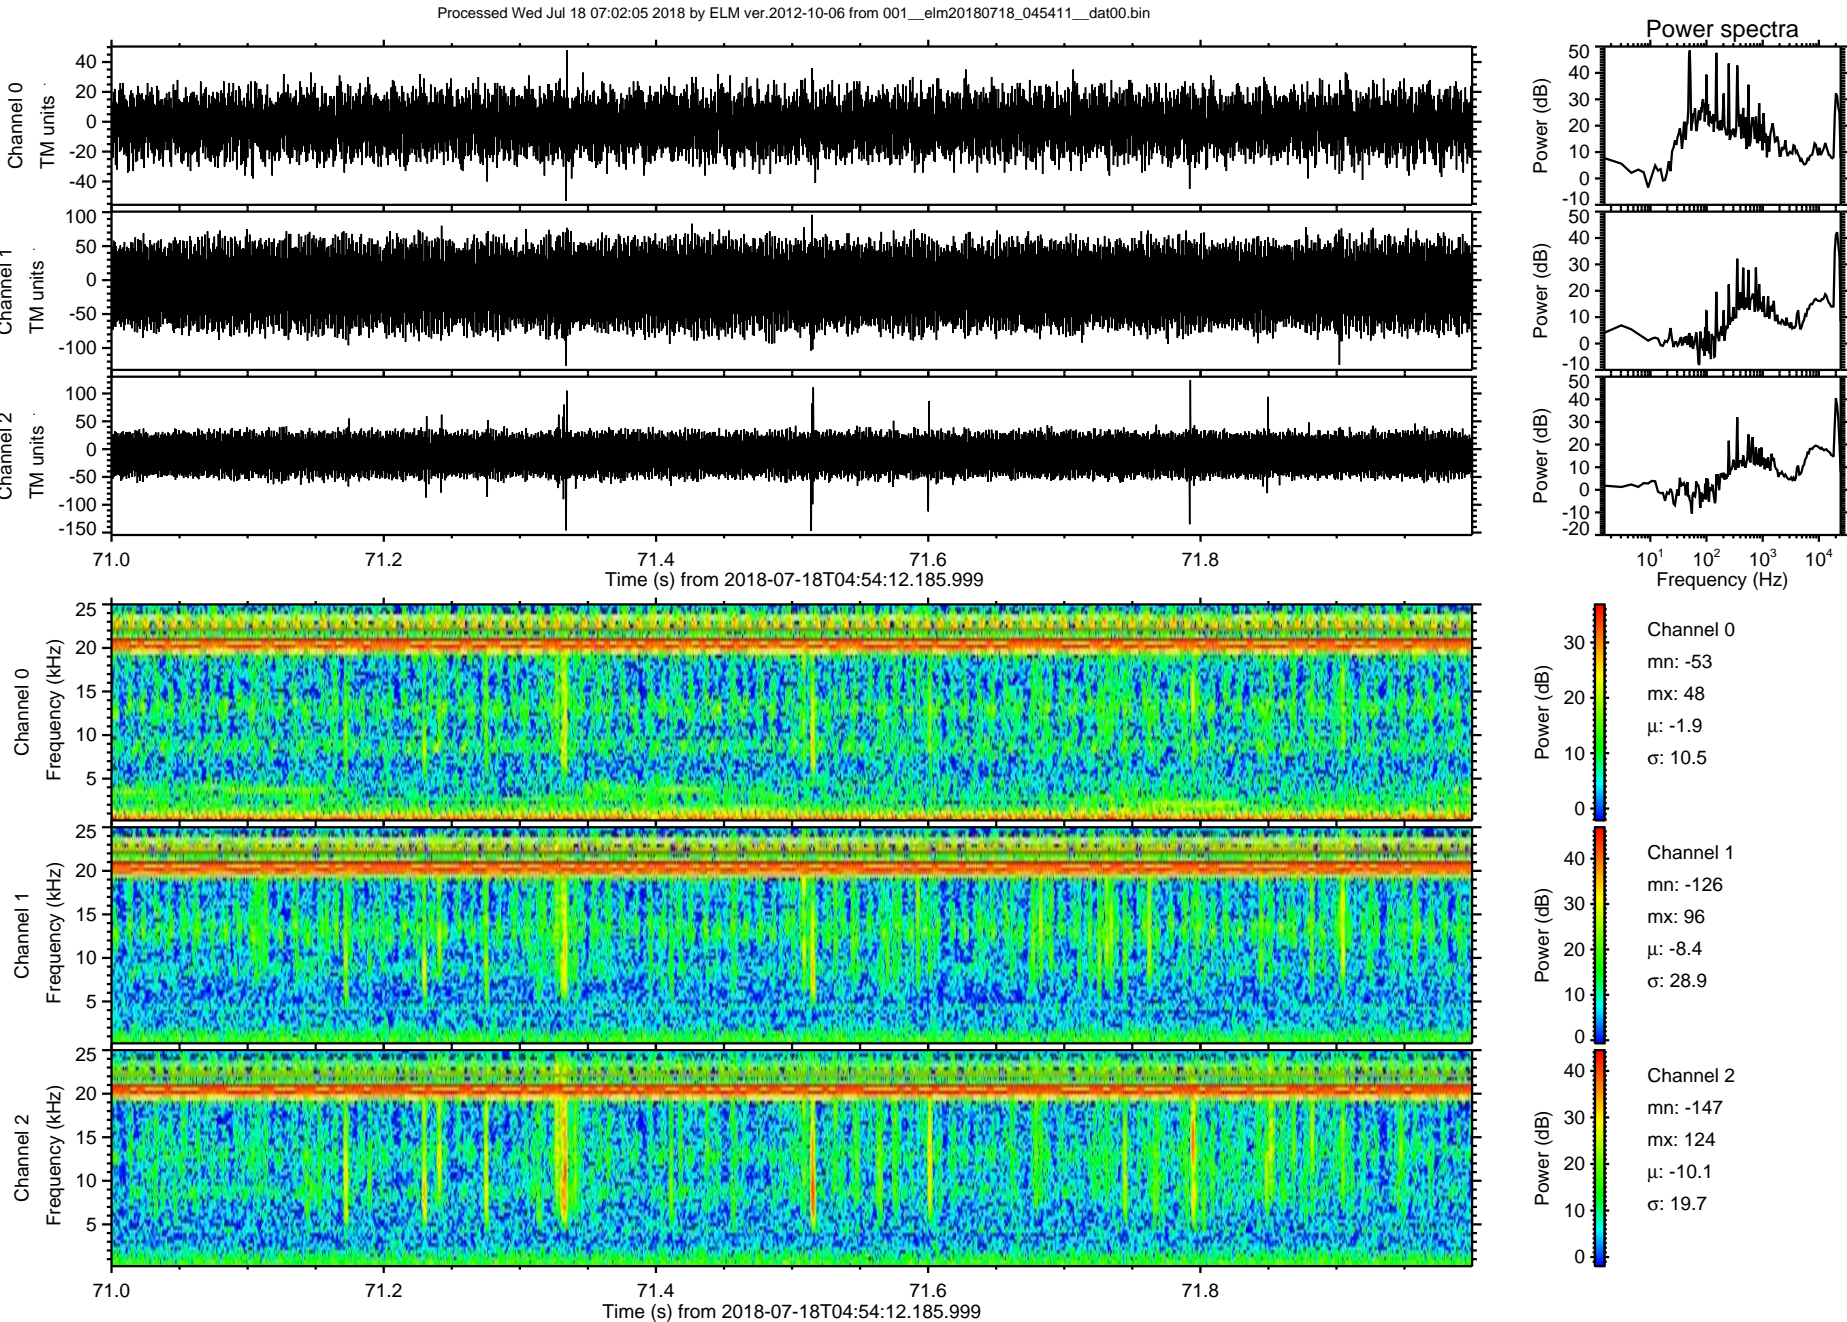 Processed Wed Jul 18 07:02:05 2018 by ELM ver.2012-10-06 from 001__elm20180718_045411__dat00.bin
Power spectra
Channel 0
TM units
40
20
0
-20
-40
Power (dB)
50
40
30
20
10
0
-10
Channel 1
TM units
100
50
0
-50
-100
Power (dB)
50
40
30
20
10
0
-10
Channel 2
TM units
100
50
0
-50
-100
-150
Power (dB)
50
40
30
20
10
0
-10
-20
71.0 71.2 71.4 71.6 71.8
Time (s) from 2018-07-18T04:54:12.185.999
10^1 10^2 10^3 10^4
Frequency (Hz)
Channel 0
Frequency (kHz)
25
20
15
10
5
Power (dB)
30
20
10
0
Channel 0
mn: -53
mx: 48
μ: -1.9
σ: 10.5
Channel 1
Frequency (kHz)
25
20
15
10
5
Power (dB)
40
30
20
10
0
Channel 1
mn: -126
mx: 96
μ: -8.4
σ: 28.9
Channel 2
Frequency (kHz)
25
20
15
10
5
Power (dB)
40
30
20
10
0
Channel 2
mn: -147
mx: 124
μ: -10.1
σ: 19.7
71.0 71.2 71.4 71.6 71.8
Time (s) from 2018-07-18T04:54:12.185.999